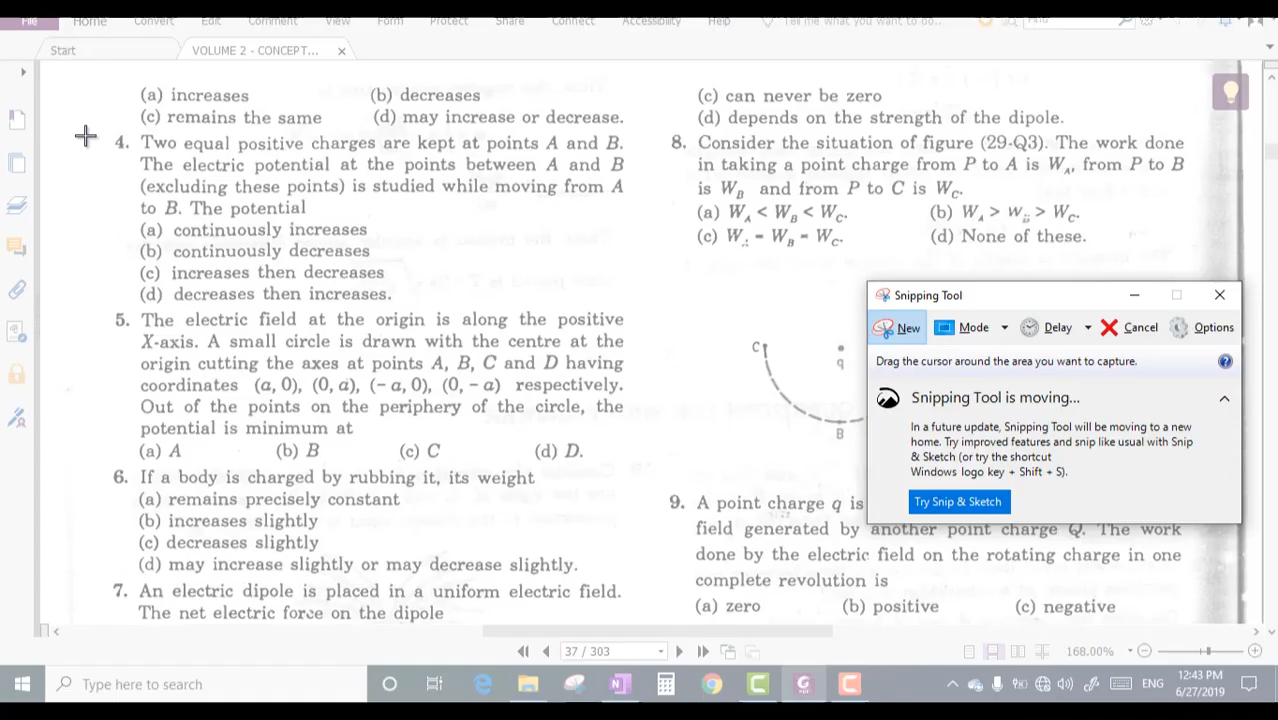 File Home Convert Edit Comment View Form Protect Share Connect Accessibility Help Tell me what you want to do.. Find
Start VOLUME 2 - CONCEPT... ×
(a) increases (b) decreases
(c) remains the same (d) may increase or decrease.
4. Two equal positive charges are kept at points A and B.
The electric potential at the points between A and B
(excluding these points) is studied while moving from A
to B. The potential
(a) continuously increases
(b) continuously decreases
(c) increases then decreases
(d) decreases then increases.
5. The electric field at the origin is along the positive
X-axis. A small circle is drawn with the centre at the
origin cutting the axes at points A, B, C and D having
coordinates (a, 0), (0, a), (− a, 0), (0, − a) respectively.
Out of the points on the periphery of the circle, the
potential is minimum at
(a) A (b) B (c) C (d) D.
6. If a body is charged by rubbing it, its weight
(a) remains precisely constant
(b) increases slightly
(c) decreases slightly
(d) may increase slightly or may decrease slightly.
7. An electric dipole is placed in a uniform electric field.
The net electric force on the dipole
(c) can never be zero
(d) depends on the strength of the dipole.
8. Consider the situation of figure (29-Q3). The work done
in taking a point charge from P to A is W_A, from P to B
is W_B and from P to C is W_C.
(a) W_A < W_B < W_C. (b) W_A > W_B > W_C.
(c) W_A = W_B = W_C. (d) None of these.
C q
B
9. A point charge q is
field generated by another point charge Q. The work
done by the electric field on the rotating charge in one
complete revolution is
(a) zero (b) positive (c) negative
Snipping Tool
New Mode Delay Cancel Options
Drag the cursor around the area you want to capture.
Snipping Tool is moving...
In a future update, Snipping Tool will be moving to a new
home. Try improved features and snip like usual with Snip
& Sketch (or try the shortcut
Windows logo key + Shift + S).
Try Snip & Sketch
37 / 303 168.00%
Type here to search ENG 12:43 PM
6/27/2019